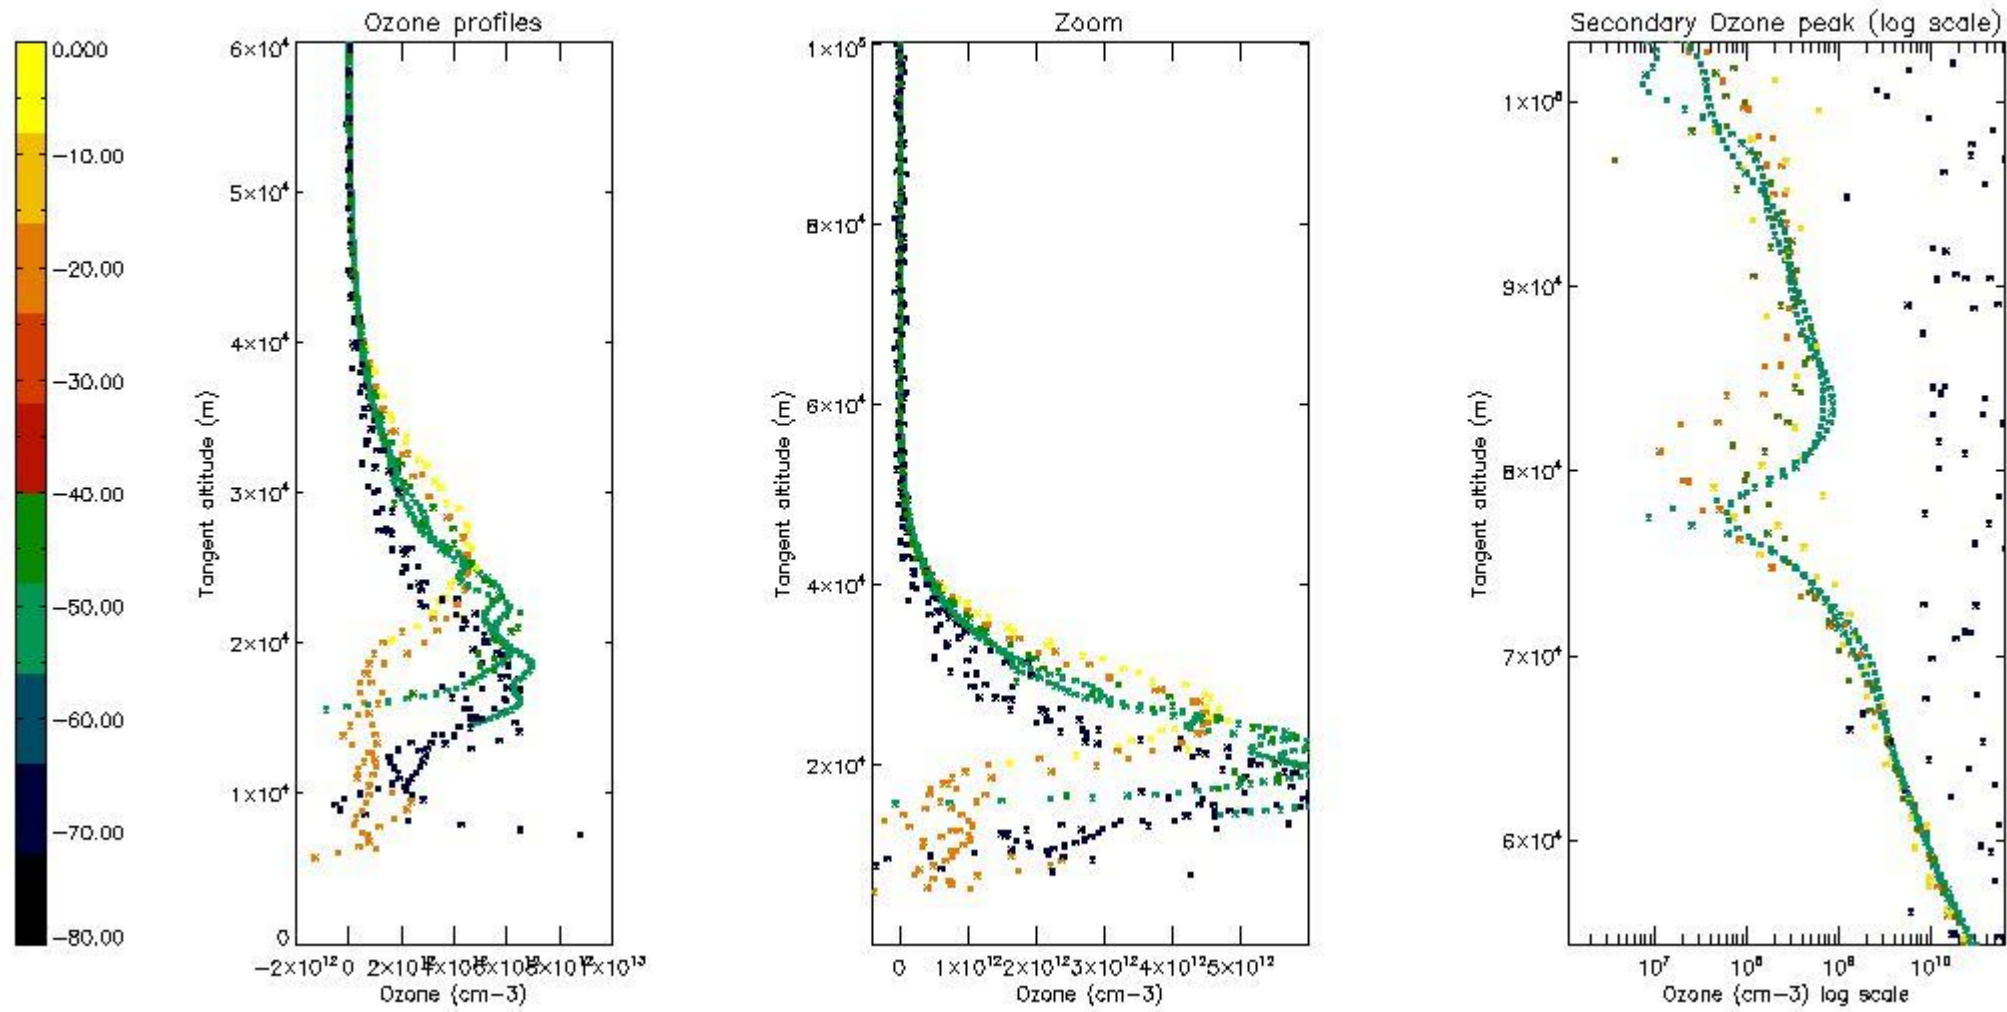 Ozone profiles
Zoom
Secondary Ozone peak (log scale)
0.000
−10.00
−20.00
−30.00
−40.00
−50.00
−60.00
−70.00
−80.00
6×10⁴
5×10⁴
4×10⁴
3×10⁴
2×10⁴
1×10⁴
0
Tangent altitude (m)
−2×10¹² 0
Ozone (cm−3)
1×10⁵
8×10⁴
6×10⁴
4×10⁴
2×10⁴
Tangent altitude (m)
0 1×10¹² 2×10¹² 3×10¹² 4×10¹² 5×10¹²
Ozone (cm−3)
1×10⁵
9×10⁴
8×10⁴
7×10⁴
6×10⁴
Tangent altitude (m)
10⁷ 10⁸ 10⁹ 10¹⁰
Ozone (cm−3) log scale